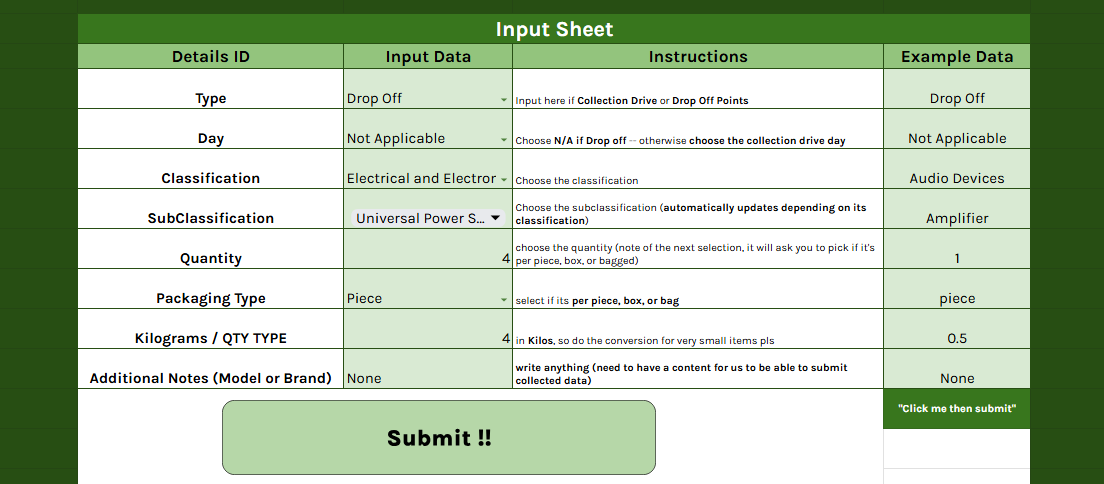 Input Sheet
Details ID Input Data Instructions Example Data
Type Drop Off Input here if Collection Drive or Drop Off Points Drop Off
Day Not Applicable Choose N/A if Drop off -- otherwise choose the collection drive day Not Applicable
Classification Electrical and Electror Choose the classification Audio Devices
SubClassification Universal Power S... Choose the subclassification (automatically updates depending on its
classification) Amplifier
Quantity 4 choose the quantity (note of the next selection, it will ask you to pick if it's
per piece, box, or bagged) 1
Packaging Type Piece select if its per piece, box, or bag piece
Kilograms / QTY TYPE 4 in Kilos, so do the conversion for very small items pls 0.5
Additional Notes (Model or Brand) None write anything (need to have a content for us to be able to submit
collected data) None
"Click me then submit"
Submit !!